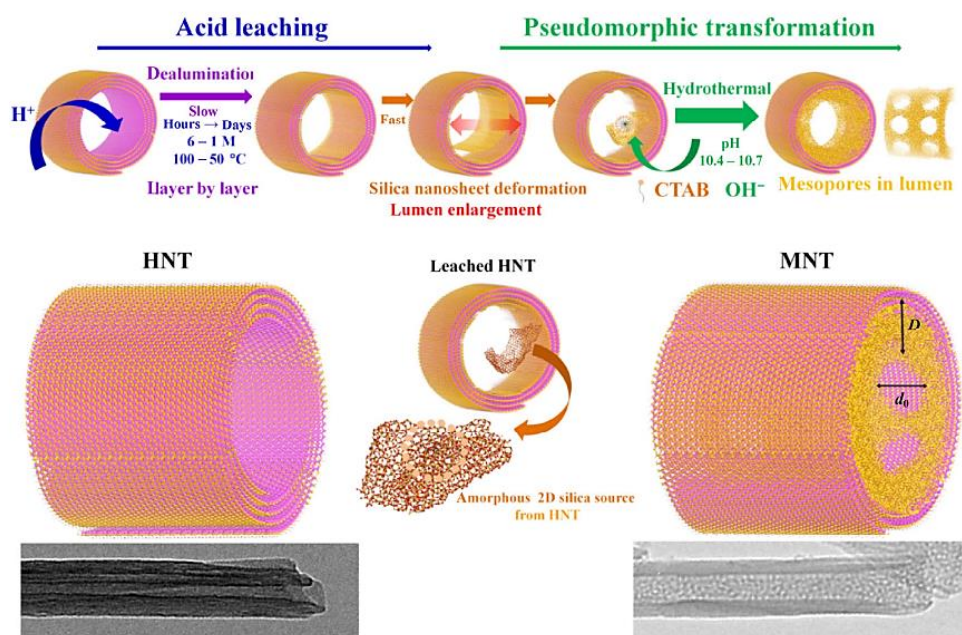 Acid leaching
Pseudomorphic transformation
H⁺
Dealumination
Slow
Hours → Days
6 – 1 M
100 – 50 °C
layer by layer
Fast
Silica nanosheet deformation
Lumen enlargement
Hydrothermal
pH
10.4 – 10.7
CTAB OH⁻
Mesopores in lumen
HNT
Leached HNT
Amorphous 2D silica source
from HNT
MNT
D
d₀